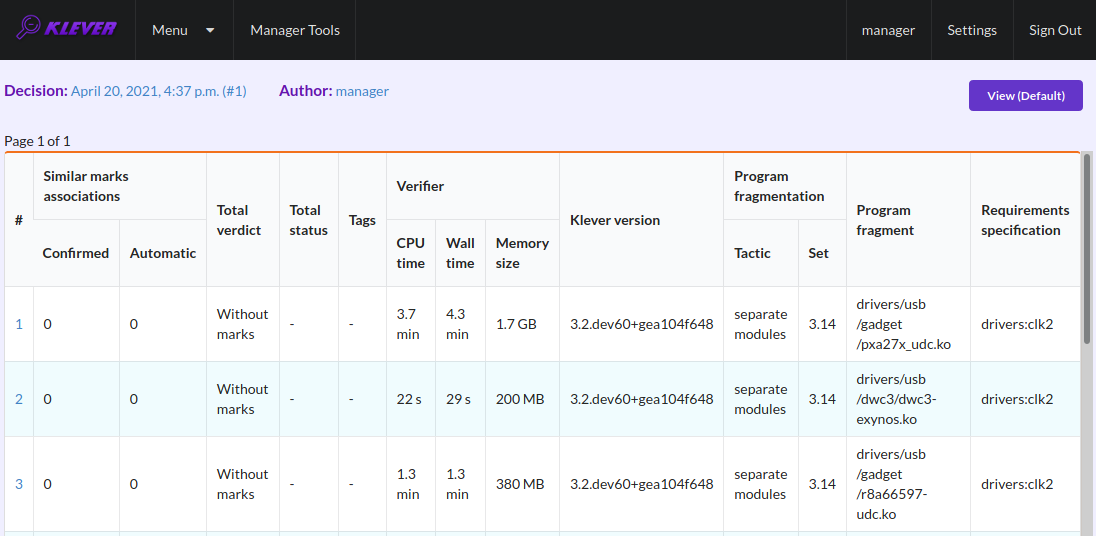 KLEVER Menu Manager Tools manager Settings Sign Out
Decision: April 20, 2021, 4:37 p.m. (#1) Author: manager View (Default)
Page 1 of 1
#
Similar marks
associations
Confirmed
Automatic
Total
verdict
Total
status
Tags
Verifier
CPU
time
Wall
time
Memory
size
Klever version
Program
fragmentation
Tactic
Set
Program
fragment
Requirements
specification
1
0
0
Without
marks
-
-
3.7
min
4.3
min
1.7 GB
3.2.dev60+gea104f648
separate
modules
3.14
drivers/usb
/gadget
/pxa27x_udc.ko
drivers:clk2
2
0
0
Without
marks
-
-
22 s
29 s
200 MB
3.2.dev60+gea104f648
separate
modules
3.14
drivers/usb
/dwc3/dwc3-
exynos.ko
drivers:clk2
3
0
0
Without
marks
-
-
1.3
min
1.3
min
380 MB
3.2.dev60+gea104f648
separate
modules
3.14
drivers/usb
/gadget
/r8a66597-
udc.ko
drivers:clk2